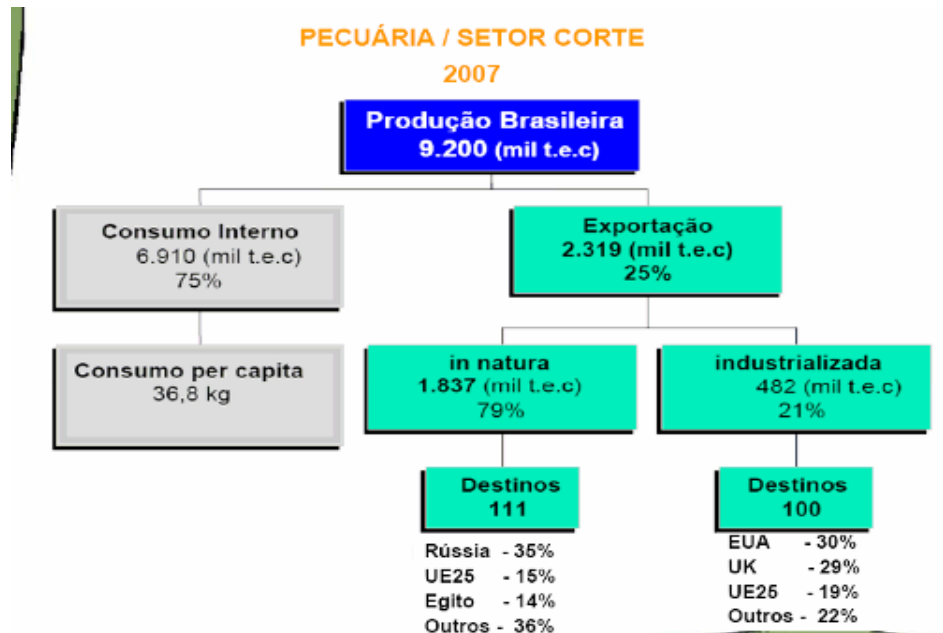 PECUÁRIA / SETOR CORTE
2007
Produção Brasileira
9.200 (mil t.e.c)
Consumo Interno
6.910 (mil t.e.c)
75%
Exportação
2.319 (mil t.e.c)
25%
Consumo per capita
36,8 kg
in natura
1.837 (mil t.e.c)
79%
industrializada
482 (mil t.e.c)
21%
Destinos
111
Rússia - 35%
UE25 - 15%
Egito - 14%
Outros - 36%
Destinos
100
EUA - 30%
UK - 29%
UE25 - 19%
Outros - 22%